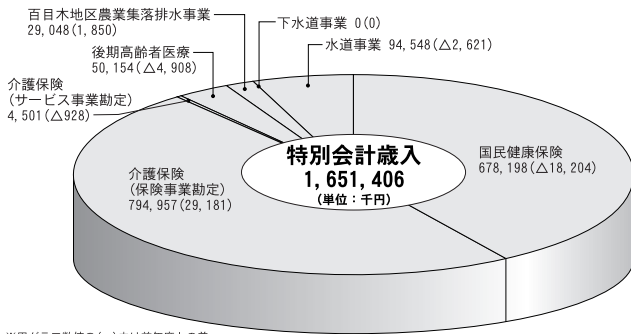 百目木地区農業集落排水事業
29,048(1,850)
下水道事業 0(0)
水道事業 94,548(△2,621)
後期高齢者医療
50,154(△4,908)
介護保険
(サービス事業勘定)
4,501(△928)
特別会計歳入
1,651,406
(単位：千円)
国民健康保険
678,198(△18,204)
介護保険
(保険事業勘定)
794,957(29,181)